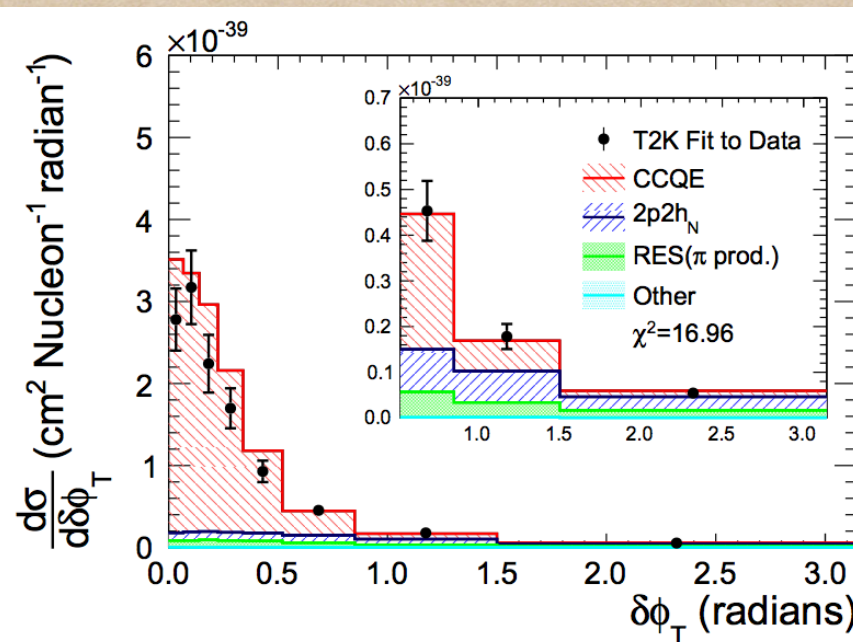 ×10⁻³⁹
dσ/dδϕ_T (cm² Nucleon⁻¹ radian⁻¹)
6
5
4
3
2
1
0
0.0 0.5 1.0 1.5 2.0 2.5 3.0
δϕ_T (radians)
×10⁻³⁹
0.7
0.6
0.5
0.4
0.3
0.2
0.1
0.0
1.0 1.5 2.0 2.5 3.0
T2K Fit to Data
CCQE
2p2h_N
RES(π prod.)
Other
χ²=16.96